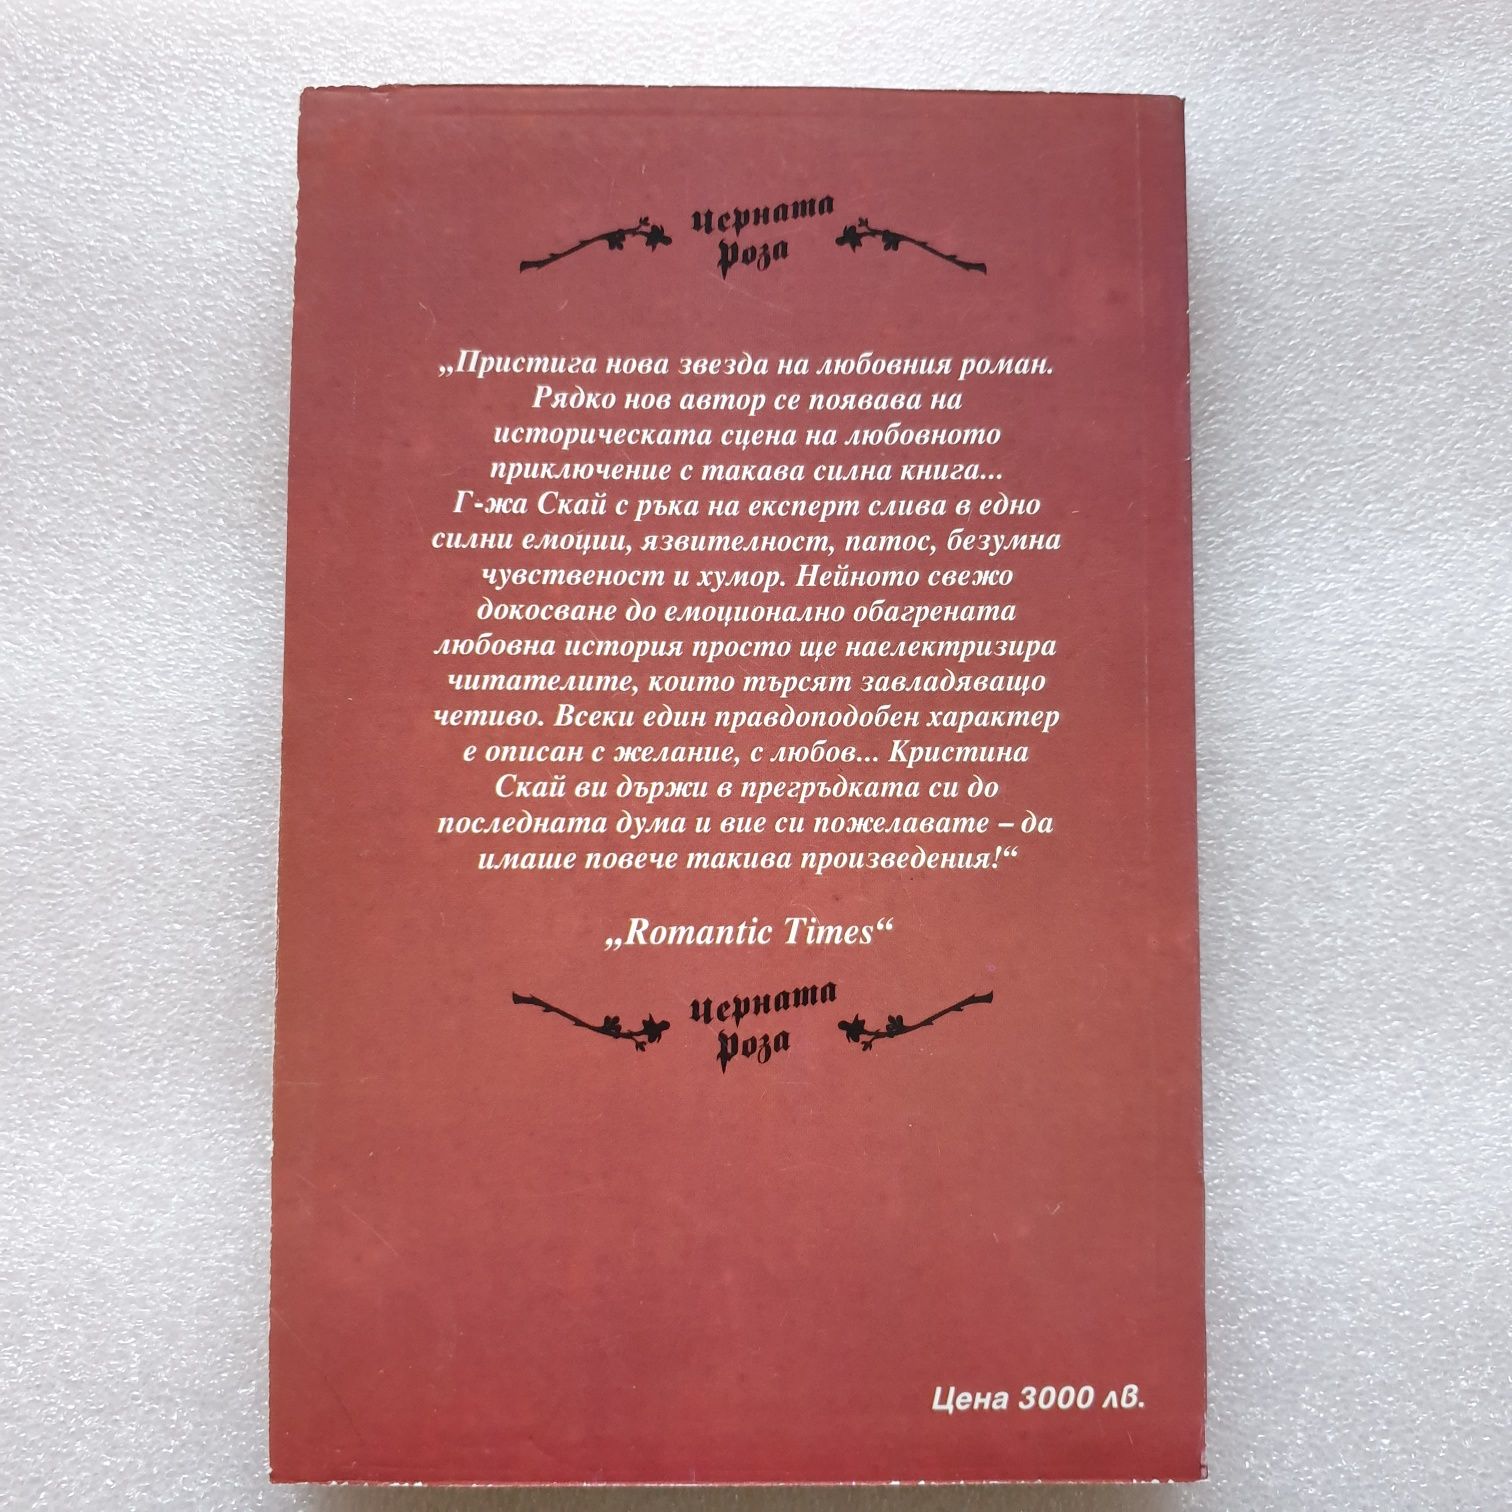 Черната
Роза
„Пристига нова звезда на любовния роман.
Рядко нов автор се появава на
историческата сцена на любовното
приключение с такава силна книга...
Г-жа Скай с ръка на експерт слива в едно
силни емоции, язвителност, патос, безумна
чувственост и хумор. Нейното свежо
докосване до емоционално обагрената
любовна история просто ще наелектризира
читателите, които търсят завладяващо
четиво. Всеки един правдоподобен характер
е описан с желание, с любов... Кристина
Скай ви държи в прегръдката си до
последната дума и вие си пожелавате – да
имаше повече такива произведения!“
„Romantic Times“
Черната
Роза
Цена 3000 лв.